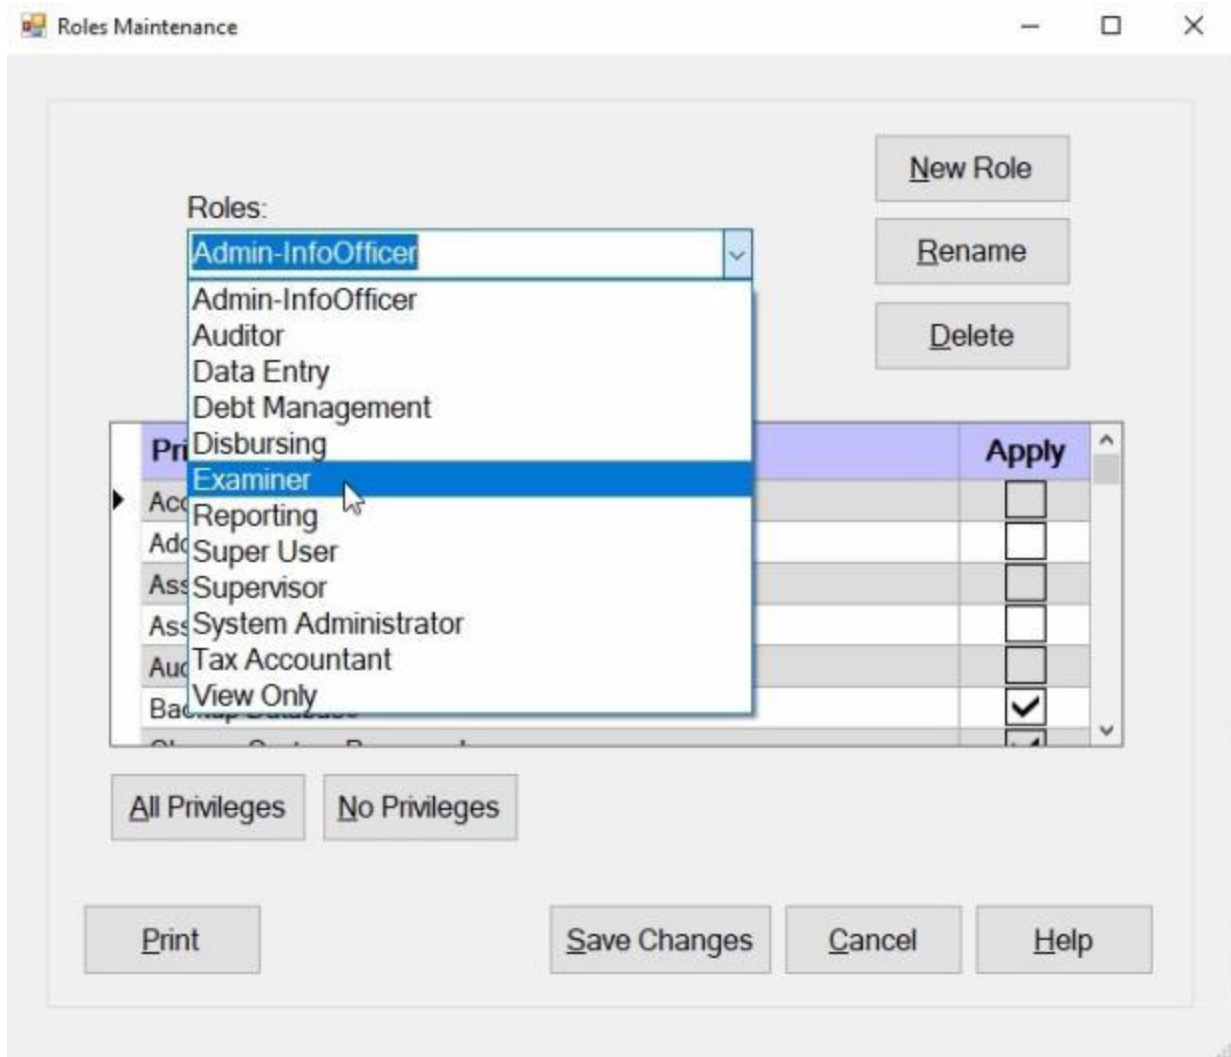 Roles Maintenance
New Role
Roles:
Admin-InfoOfficer
Rename
Admin-InfoOfficer
Auditor
Delete
Data Entry
Debt Management
Disbursing
Apply
Examiner
Reporting
Super User
Supervisor
System Administrator
Tax Accountant
View Only
All Privileges
No Privileges
Print
Save Changes
Cancel
Help